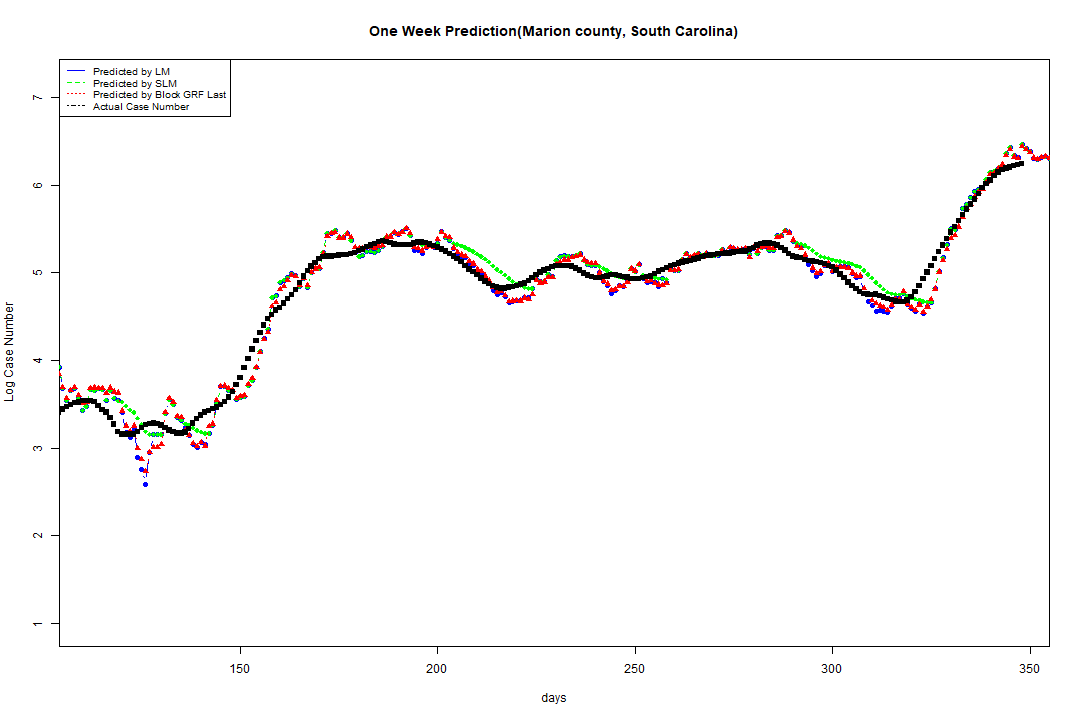 One Week Prediction(Marion county, South Carolina)
Predicted by LM
Predicted by SLM
Predicted by Block GRF Last
Actual Case Number
7
6
5
4
3
2
1
Log Case Number
150 200 250 300 350
days